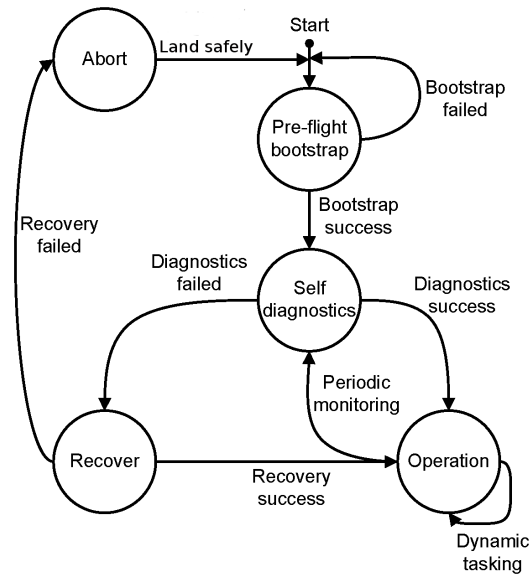 Start
Abort
Land safely
Bootstrap
failed
Pre-flight
bootstrap
Bootstrap
success
Recovery
failed
Diagnostics
failed
Self
diagnostics
Diagnostics
success
Periodic
monitoring
Recover
Operation
Recovery
success
Dynamic
tasking